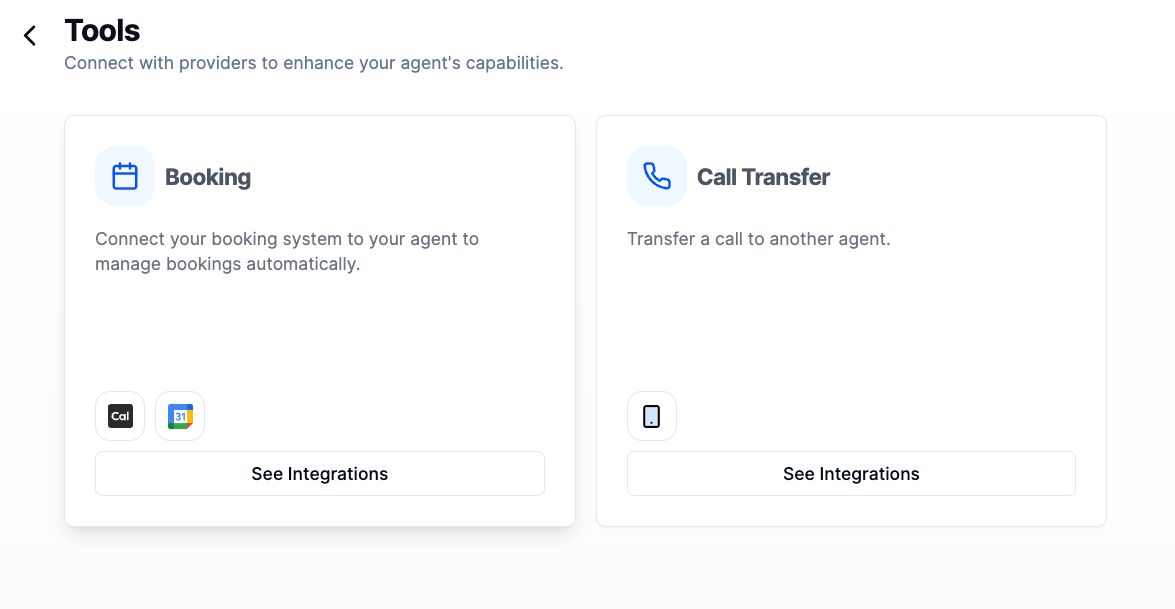 Tools
Connect with providers to enhance your agent's capabilities.
Booking
Connect your booking system to your agent to
manage bookings automatically.
Cal
31
See Integrations
Call Transfer
Transfer a call to another agent.
See Integrations